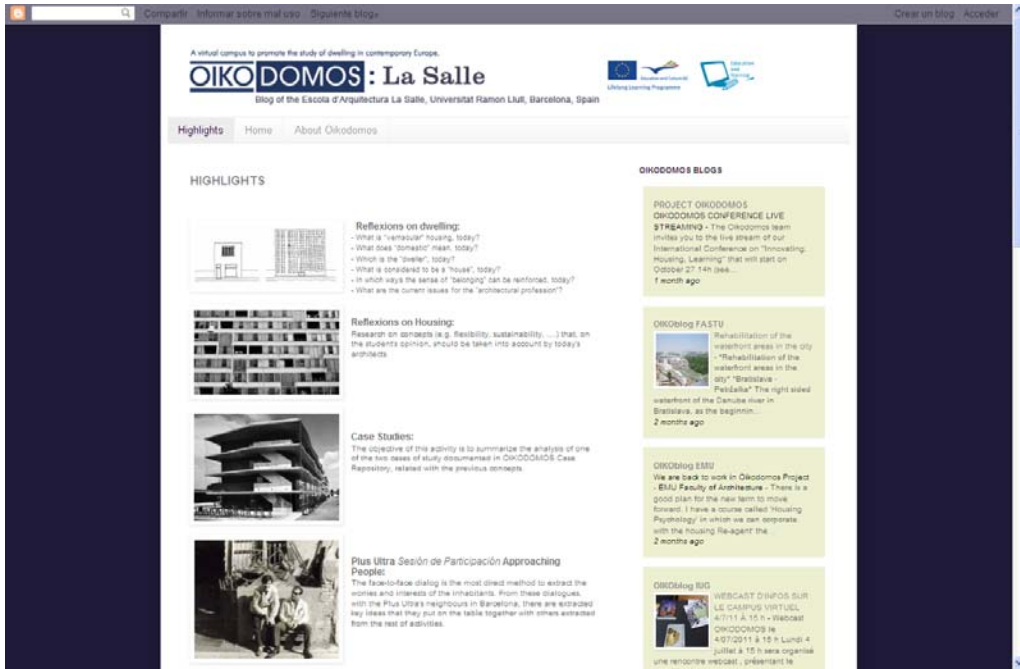 Compartir Informar sobre mal uso Siguiente blog»
Crear un blog Acceder
A virtual campus to promote the study of dwelling in contemporary Europe.
OIKODOMOS : La Salle
Blog of the Escola d'Arquitectura La Salle, Universitat Ramon Llull, Barcelona, Spain
Education and Culture DG
Lifelong Learning Programme
Education
and
Training
Highlights Home About Oikodomos
HIGHLIGHTS
Reflexions on dwelling:
- What is "vernacular" housing, today?
- What does "domestic" mean, today?
- Which is the "dweller", today?
- What is considered to be a "house", today?
- In which ways the sense of "belonging" can be reinforced, today?
- What are the current issues for the "architectural profession"?
Reflexions on Housing:
Research on concepts (e.g. flexibility, sustainability, ....) that, on
the student's opinion, should be taken into account by today's
architects.
Case Studies:
The objective of this activity is to summarize the analysis of one
of the two cases of study documented in OIKODOMOS Case
Repository, related with the previous concepts.
Plus Ultra Sesión de Participación Approaching
People:
The face-to-face dialog is the most direct method to extract the
worries and interests of the inhabitants. From these dialogues,
with the Plus Ultra's neighbours in Barcelona, there are extracted
key ideas that they put on the table together with others extracted
from the rest of activities.
OIKODOMOS BLOGS
PROJECT OIKODOMOS
OIKODOMOS CONFERENCE LIVE
STREAMING - The Oikodomos team
invites you to the live stream of our
International Conference on "Innovating,
Housing, Learning" that will start on
October 27 14h (sea...
1 month ago
OIKOblog FASTU
Rehabilitation of the
waterfront areas in the city
- *Rehabilitation of the
waterfront areas in the
city* *Bratislava -
Petržalka* The right sided
waterfront of the Danube river in
Bratislava, as the beginnin...
2 months ago
OIKOblog EMU
We are back to work in Oikodomos Project
- EMU Faculty of Architecture - There is a
good plan for the new term to move
forward. I have a course called 'Housing
Psychology' in which we can corporate,
with the housing Re-agent' the...
2 months ago
OIKOblog IUG
WEBCAST D'INFOS SUR
LE CAMPUS VIRTUEL
4/7/11 À 15 h - Webcast
OIKODOMOS le
4/07/2011 à 15 h Lundi 4
juillet à 15 h sera organisé
une rencontre webcast , présentant le